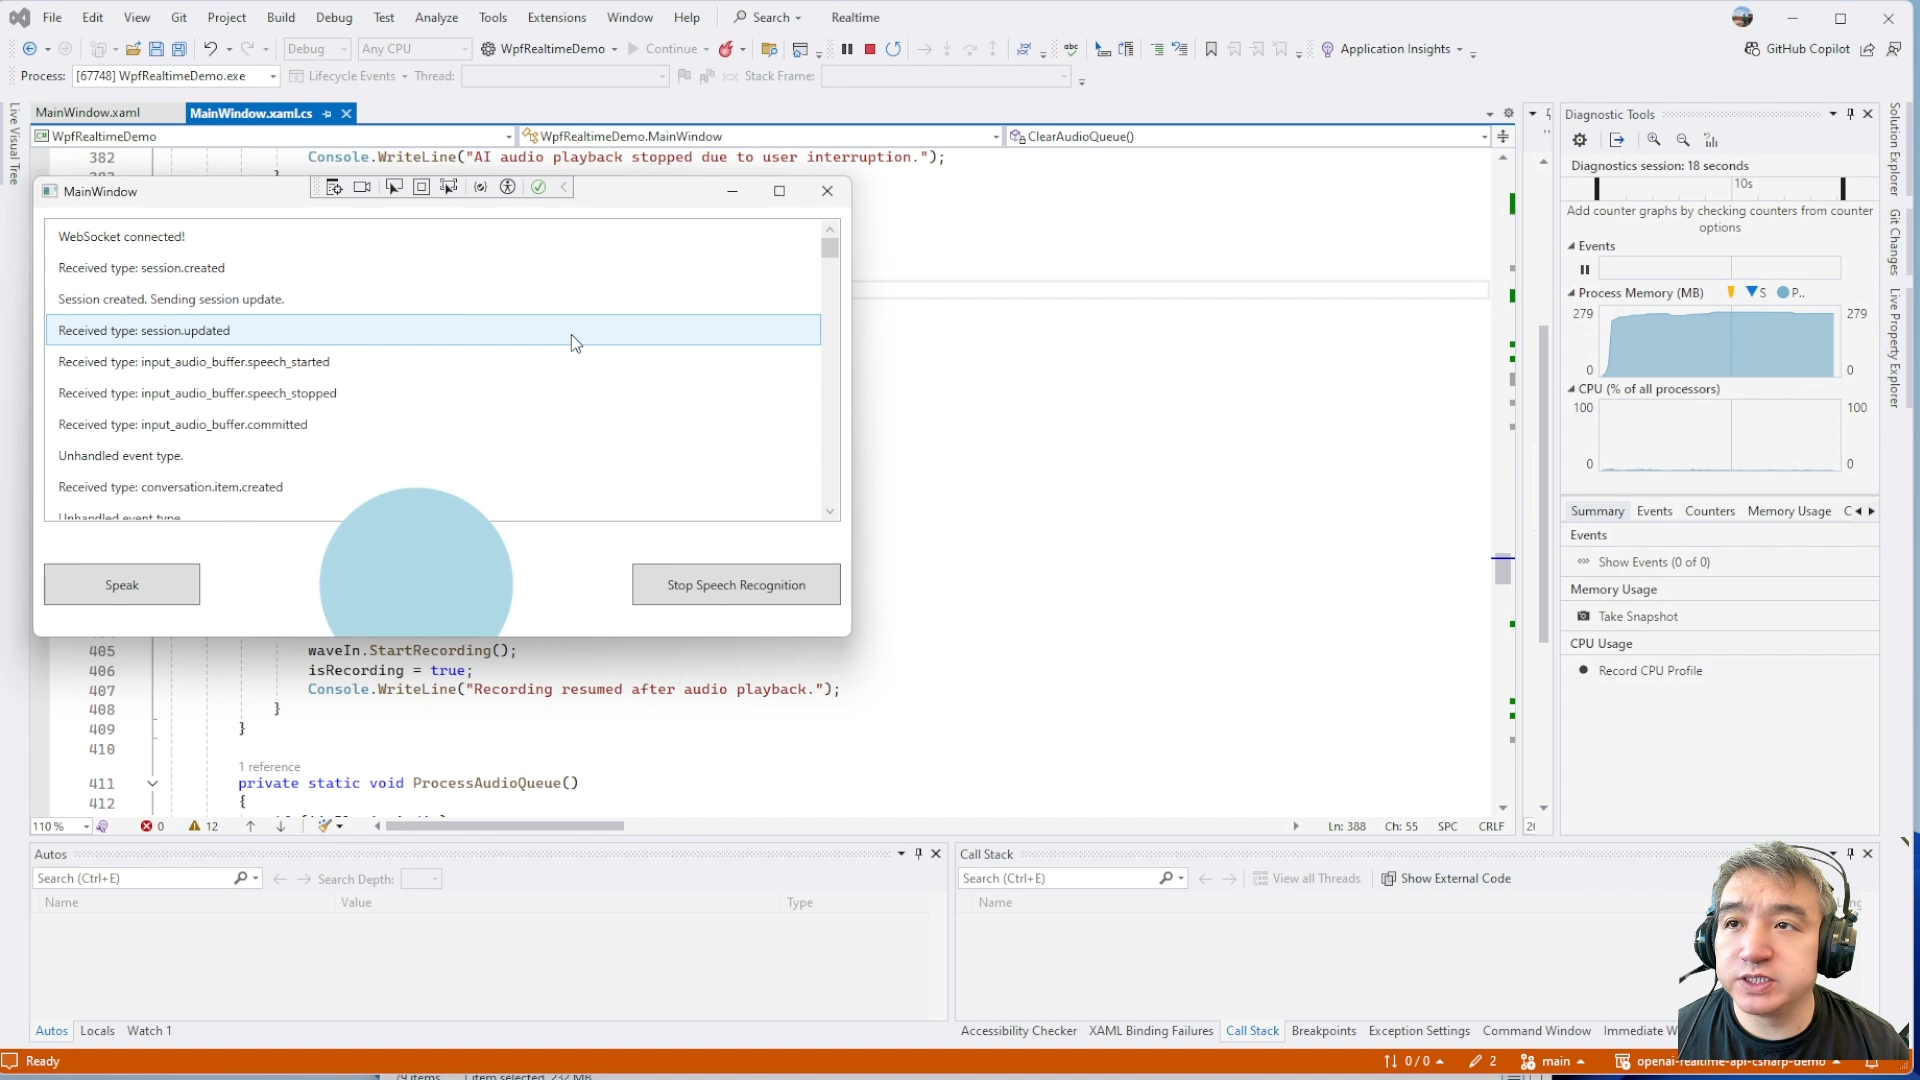 File Edit View Git Project Build Debug Test Analyze Tools Extensions Window Help Search Realtime
Debug Any CPU WpfRealtimeDemo Continue Application Insights GitHub Copilot
Process: [67748] WpfRealtimeDemo.exe Lifecycle Events Thread: Stack Frame:
Live Visual Tree
MainWindow.xaml MainWindow.xaml.cs
WpfRealtimeDemo WpfRealtimeDemo.MainWindow ClearAudioQueue()
382 Console.WriteLine("AI audio playback stopped due to user interruption.");
MainWindow
WebSocket connected!
Received type: session.created
Session created. Sending session update.
Received type: session.updated
Received type: input_audio_buffer.speech_started
Received type: input_audio_buffer.speech_stopped
Received type: input_audio_buffer.committed
Unhandled event type.
Received type: conversation.item.created
Unhandled event type.
Speak
Stop Speech Recognition
405 waveIn.StartRecording();
406 isRecording = true;
407 Console.WriteLine("Recording resumed after audio playback.");
408 }
409 }
410
1 reference
411 private static void ProcessAudioQueue()
412 {
110 % 0 12 Ln: 388 Ch: 55 SPC CRLF
Diagnostic Tools
Diagnostics session: 18 seconds
10s
Add counter graphs by checking counters from counter
options
Events
Process Memory (MB) S P..
279 279
0 0
CPU (% of all processors)
100 100
0 0
Summary Events Counters Memory Usage C
Events
Show Events (0 of 0)
Memory Usage
Take Snapshot
CPU Usage
Record CPU Profile
Solution Explorer
Git Changes
Live Property Explorer
Autos
Search (Ctrl+E) Search Depth:
Name Value Type
Autos Locals Watch 1
Call Stack
Search (Ctrl+E) View all Threads Show External Code
Name
Accessibility Checker XAML Binding Failures Call Stack Breakpoints Exception Settings Command Window Immediate W
Ready 0 / 0 2 main openai-realtime-api-csharp-demo